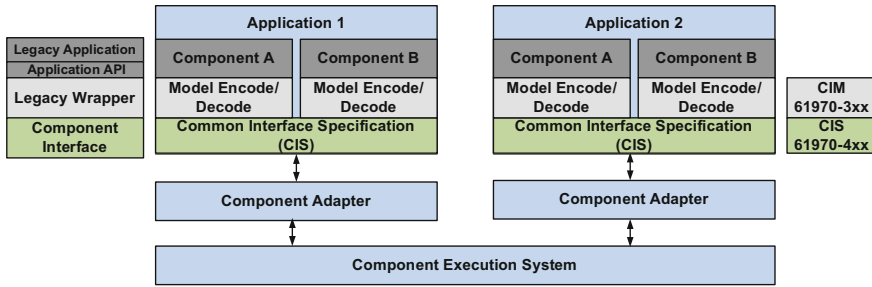 Application 1
Application 2
Legacy Application
Application API
Legacy Wrapper
Component
Interface
Component A
Component B
Model Encode/
Decode
Model Encode/
Decode
Common Interface Specification
(CIS)
Component A
Component B
Model Encode/
Decode
Model Encode/
Decode
Common Interface Specification
(CIS)
CIM
61970-3xx
CIS
61970-4xx
Component Adapter
Component Adapter
Component Execution System